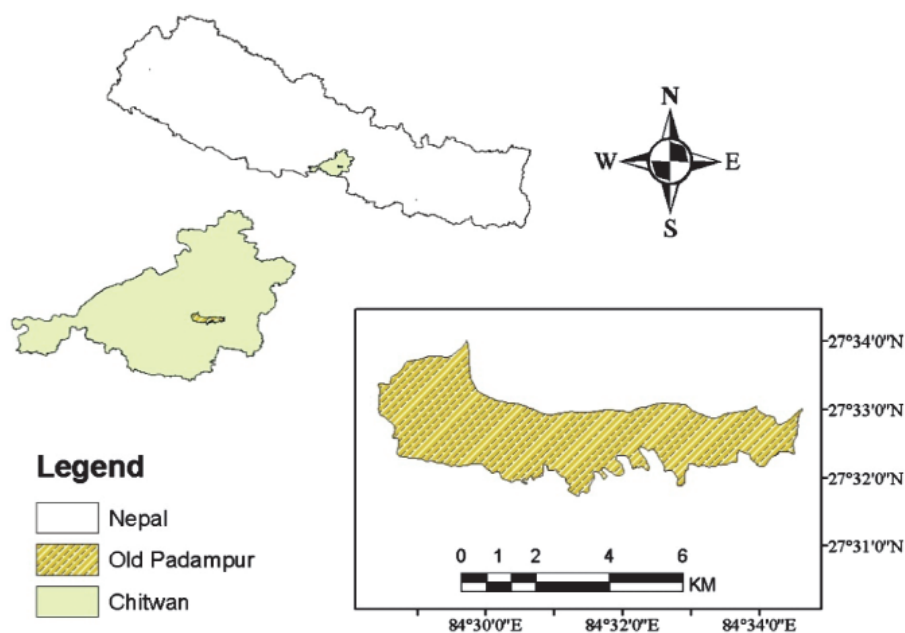 N
W E
S
Legend
Nepal
Old Padampur
Chitwan
27°34'0"N
27°33'0"N
27°32'0"N
27°31'0"N
0 1 2 4 6
KM
84°30'0"E 84°32'0"E 84°34'0"E